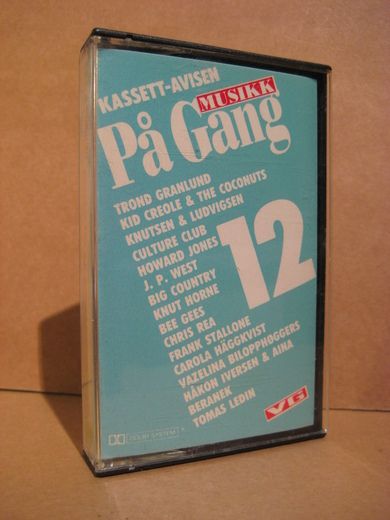 KASSETT-AVISEN
MUSIKK
På Gang
TROND GRANLUND
KID CREOLE & THE COCONUTS
KNUTSEN & LUDVIGSEN
CULTURE CLUB
HOWARD JONES
J. P. WEST
BIG COUNTRY
KNUT HORNE
BEE GEES
CHRIS REA
FRANK STALLONE
CAROLA HÄGGKVIST
VAZELINA BILOPPHØGGERS
HÅKON IVERSEN & AINA
BERANEK
TOMAS LEDIN
12
VG
DOLBY SYSTEM